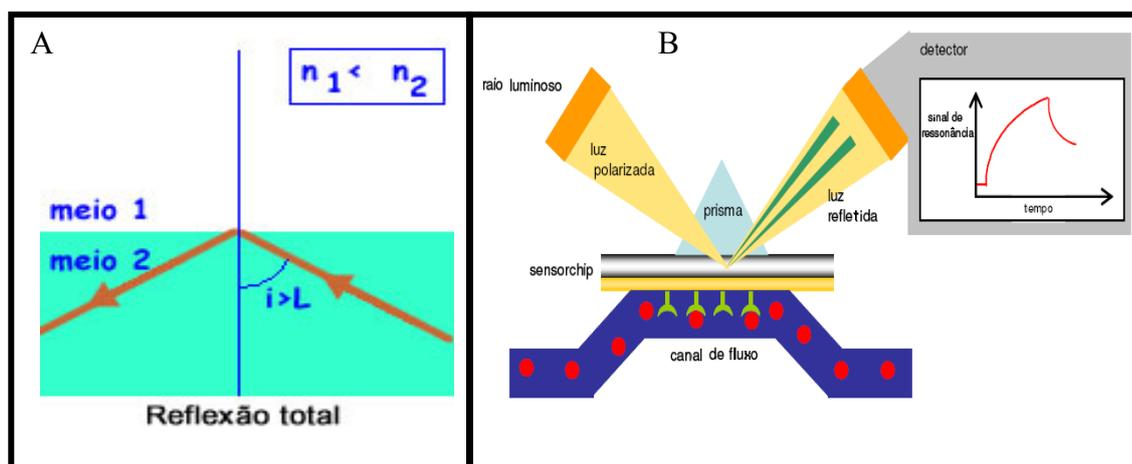 A
n1 < n2
meio 1
meio 2
i>L
Reflexão total
B
detector
raio luminoso
sinal de
ressonância
luz
polarizada
prisma
luz
refletida
tempo
sensorchip
canal de fluxo